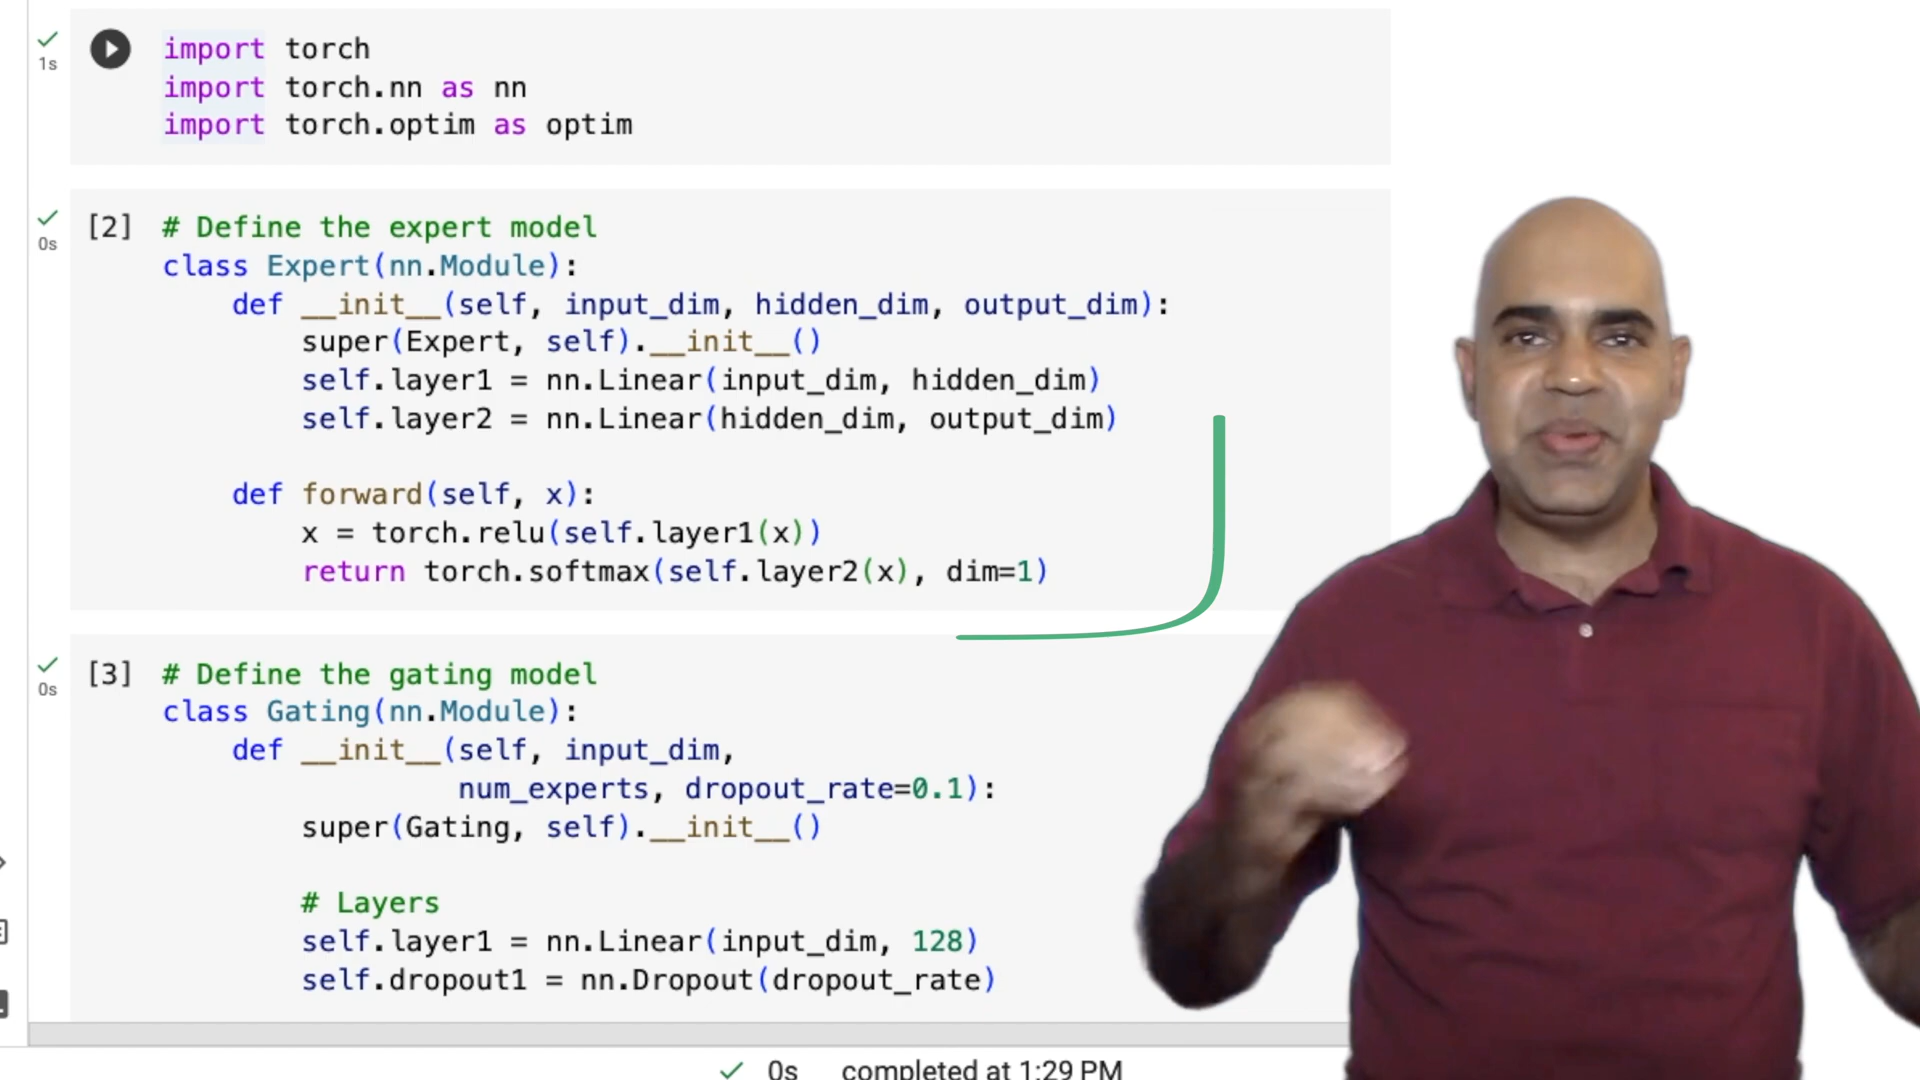 1s
import torch
import torch.nn as nn
import torch.optim as optim
0s
[2] # Define the expert model
class Expert(nn.Module):
def __init__(self, input_dim, hidden_dim, output_dim):
super(Expert, self).__init__()
self.layer1 = nn.Linear(input_dim, hidden_dim)
self.layer2 = nn.Linear(hidden_dim, output_dim)
def forward(self, x):
x = torch.relu(self.layer1(x))
return torch.softmax(self.layer2(x), dim=1)
0s
[3] # Define the gating model
class Gating(nn.Module):
def __init__(self, input_dim,
num_experts, dropout_rate=0.1):
super(Gating, self).__init__()
# Layers
self.layer1 = nn.Linear(input_dim, 128)
self.dropout1 = nn.Dropout(dropout_rate)
0s completed at 1:29 PM